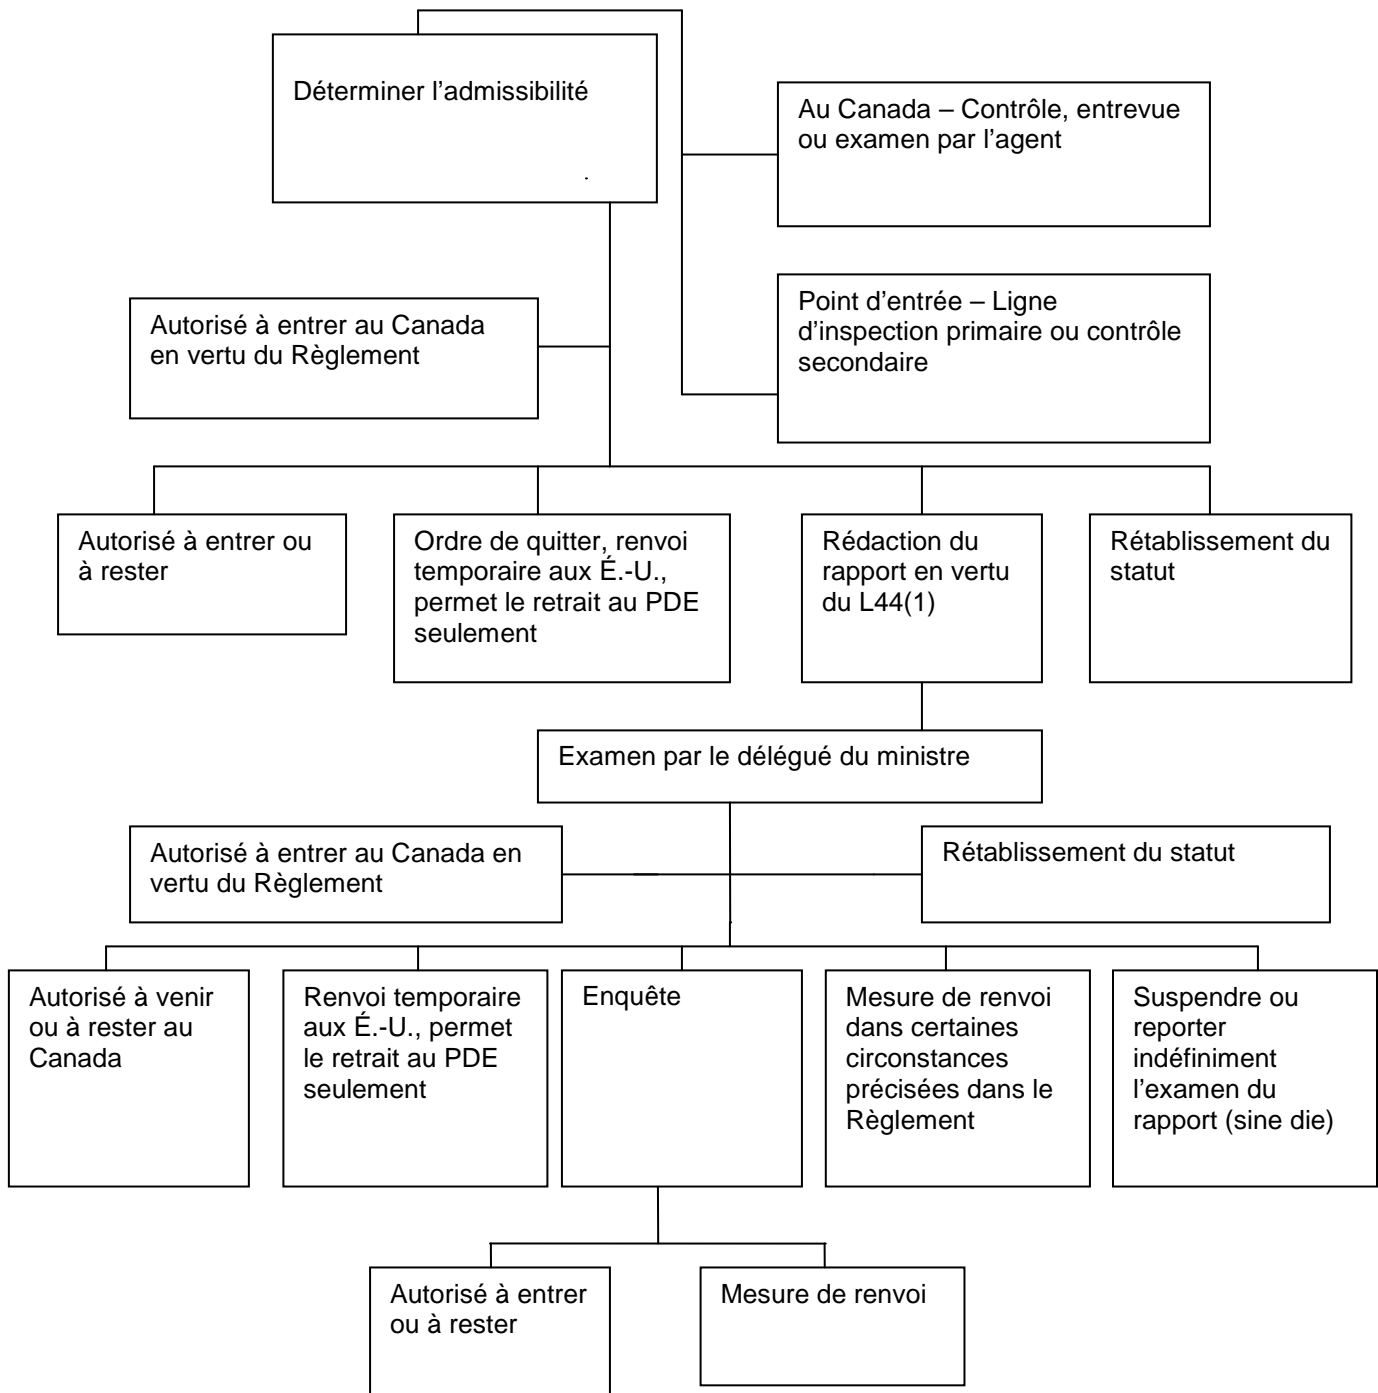 Déterminer l’admissibilité
Au Canada – Contrôle, entrevue
ou examen par l’agent
Point d’entrée – Ligne
d’inspection primaire ou contrôle
secondaire
Autorisé à entrer au Canada
en vertu du Règlement
Autorisé à entrer ou
à rester
Ordre de quitter, renvoi
temporaire aux É.-U.,
permet le retrait au PDE
seulement
Rédaction du
rapport en vertu
du L44(1)
Rétablissement du
statut
Examen par le délégué du ministre
Autorisé à entrer au Canada en
vertu du Règlement
Rétablissement du statut
Autorisé à venir
ou à rester au
Canada
Renvoi temporaire
aux É.-U., permet
le retrait au PDE
seulement
Enquête
Mesure de renvoi
dans certaines
circonstances
précisées dans le
Règlement
Suspendre ou
reporter
indéfiniment
l’examen du
rapport (sine die)
Autorisé à entrer
ou à rester
Mesure de renvoi